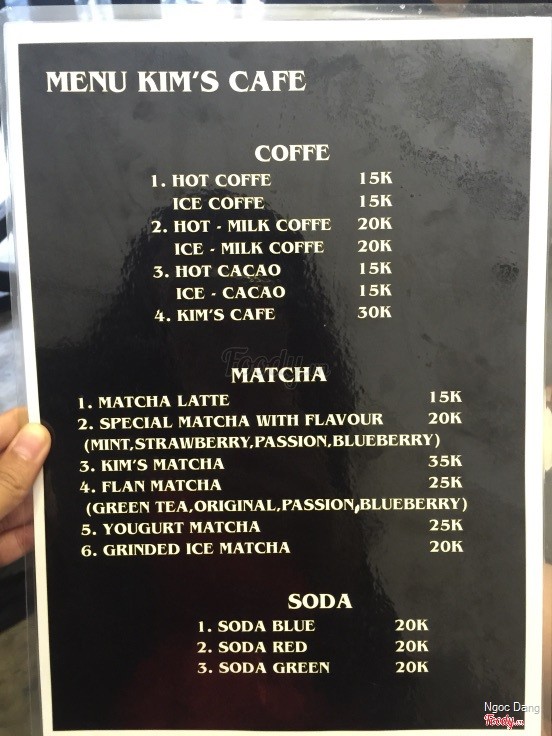 MENU KIM'S CAFE
COFFE
1. HOT COFFE 15K
ICE COFFE 15K
2. HOT - MILK COFFE 20K
ICE - MILK COFFE 20K
3. HOT CACAO 15K
ICE - CACAO 15K
4. KIM'S CAFE 30K
Foody.vn
MATCHA
1. MATCHA LATTE 15K
2. SPECIAL MATCHA WITH FLAVOUR 20K
(MINT,STRAWBERRY,PASSION,BLUEBERRY)
3. KIM'S MATCHA 35K
4. FLAN MATCHA 25K
(GREEN TEA,ORIGINAL,PASSION,BLUEBERRY)
5. YOUGURT MATCHA 25K
6. GRINDED ICE MATCHA 20K
SODA
1. SODA BLUE 20K
2. SODA RED 20K
3. SODA GREEN 20K
Ngoc Dang
Foody.vn